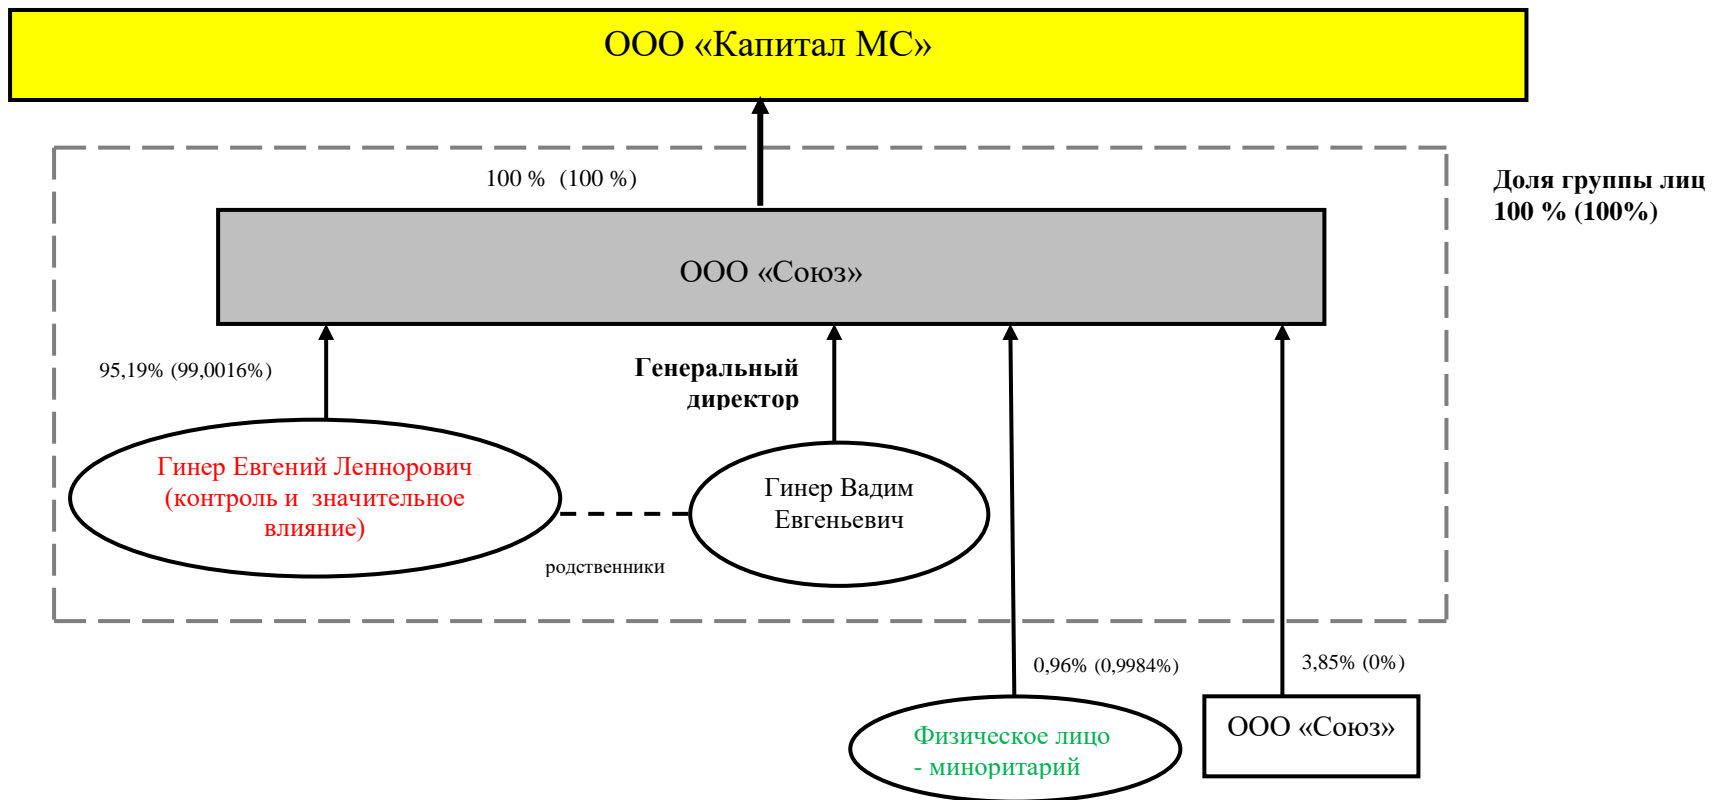 ООО «Капитал МС»
100 % (100 %)
Доля группы лиц
100 % (100%)
ООО «Союз»
95,19% (99,0016%)
Генеральный
директор
Гинер Евгений Леннорович
(контроль и значительное
влияние)
Гинер Вадим
Евгеньевич
родственники
0,96% (0,9984%)
3,85% (0%)
Физическое лицо
- миноритарий
ООО «Союз»